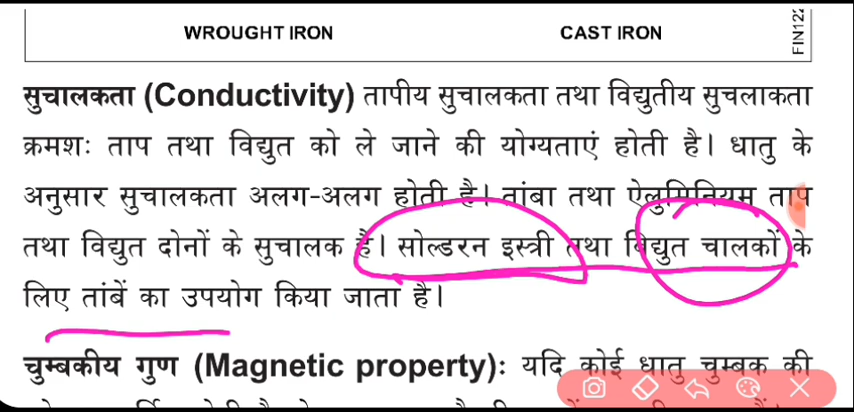 WROUGHT IRON CAST IRON
सुचालकता (Conductivity) तापीय सुचालकता तथा विद्युतीय सुचलाकता
क्रमशः ताप तथा विद्युत को ले जाने की योग्यताएं होती है। धातु के
अनुसार सुचालकता अलग-अलग होती है। तांबा तथा ऐलुमिनियम ताप
तथा विद्युत दोनों के सुचालक है। सोल्डरन इस्त्री तथा विद्युत चालकों के
लिए तांबें का उपयोग किया जाता है।
चुम्बकीय गुण (Magnetic property): यदि कोई धातु चुम्बक की